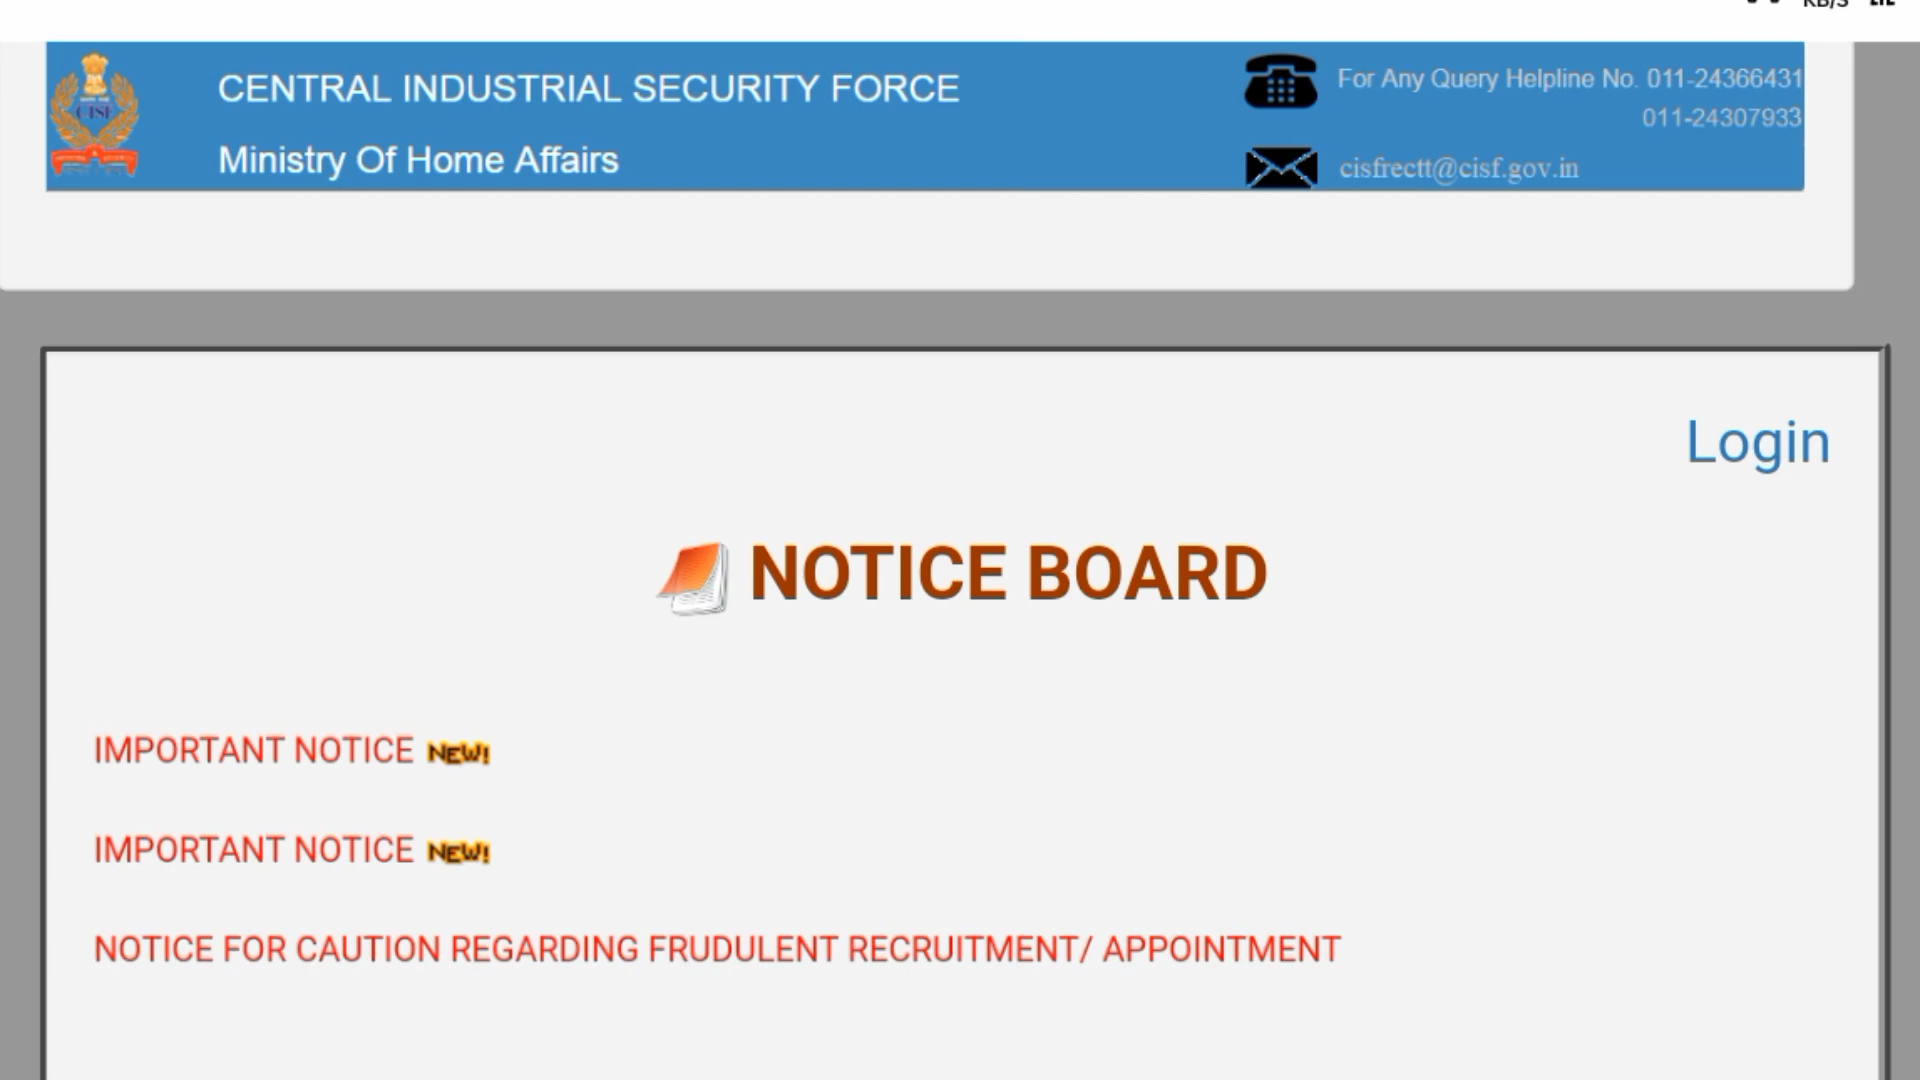 CENTRAL INDUSTRIAL SECURITY FORCE
Ministry Of Home Affairs
CISF
For Any Query Helpline No. 011-24366431
011-24307933
cisfrectt@cisf.gov.in
Login
NOTICE BOARD
IMPORTANT NOTICE NEW!
IMPORTANT NOTICE NEW!
NOTICE FOR CAUTION REGARDING FRUDULENT RECRUITMENT/ APPOINTMENT